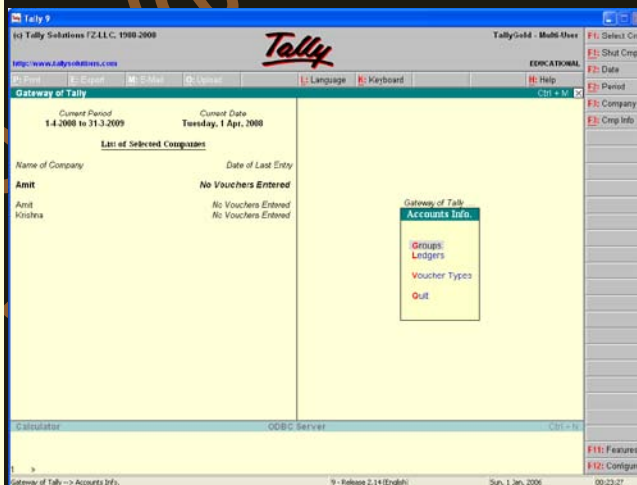 Tally 9
(c) Tally Solutions FZ-LLC, 1988-2008
Tally
TallyGold - Multi-User
http://www.tallysolutions.com
EDUCATIONAL
P: Print E: Export M: E-Mail O: Upload L: Language K: Keyboard H: Help
Gateway of Tally Ctrl + M
Current Period Current Date
1-4-2008 to 31-3-2009 Tuesday, 1 Apr, 2008
List of Selected Companies
Name of Company Date of Last Entry
Amit No Vouchers Entered
Amit No Vouchers Entered
Krishna No Vouchers Entered
Gateway of Tally ...
Accounts Info.
Groups
Ledgers
Voucher Types
Quit
F1: Select Cmp
F1: Shut Cmp
F2: Date
F2: Period
F3: Company
F3: Cmp Info
F11: Features
F12: Configure
Calculator ODBC Server Ctrl + N
1 >
Gateway of Tally --> Accounts Info. 9 - Release 2.14 (English) Sun, 1 Jan, 2006 00:23:27